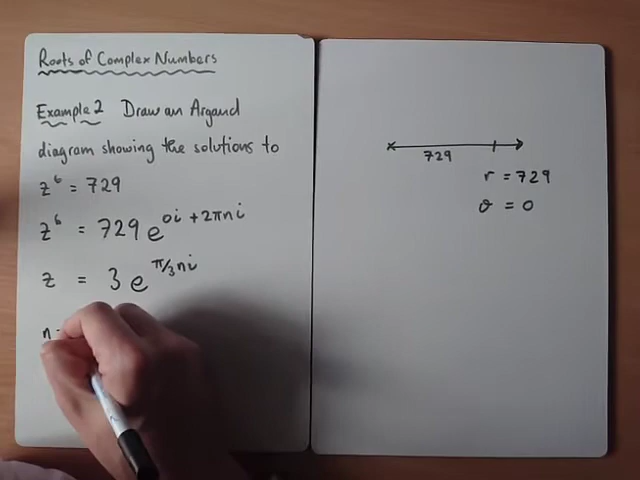 Roots of Complex Numbers
Example 2 Draw an Argand
diagram showing the solutions to
z⁶ = 729
z⁶ = 729 e^(0i + 2πni)
z = 3 e^(π/3 ni)
n =
729
r = 729
θ = 0